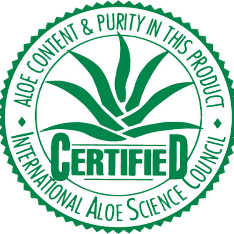 ALOE CONTENT & PURITY IN THIS PRODUCT
CERTIFIED
INTERNATIONAL ALOE SCIENCE COUNCIL